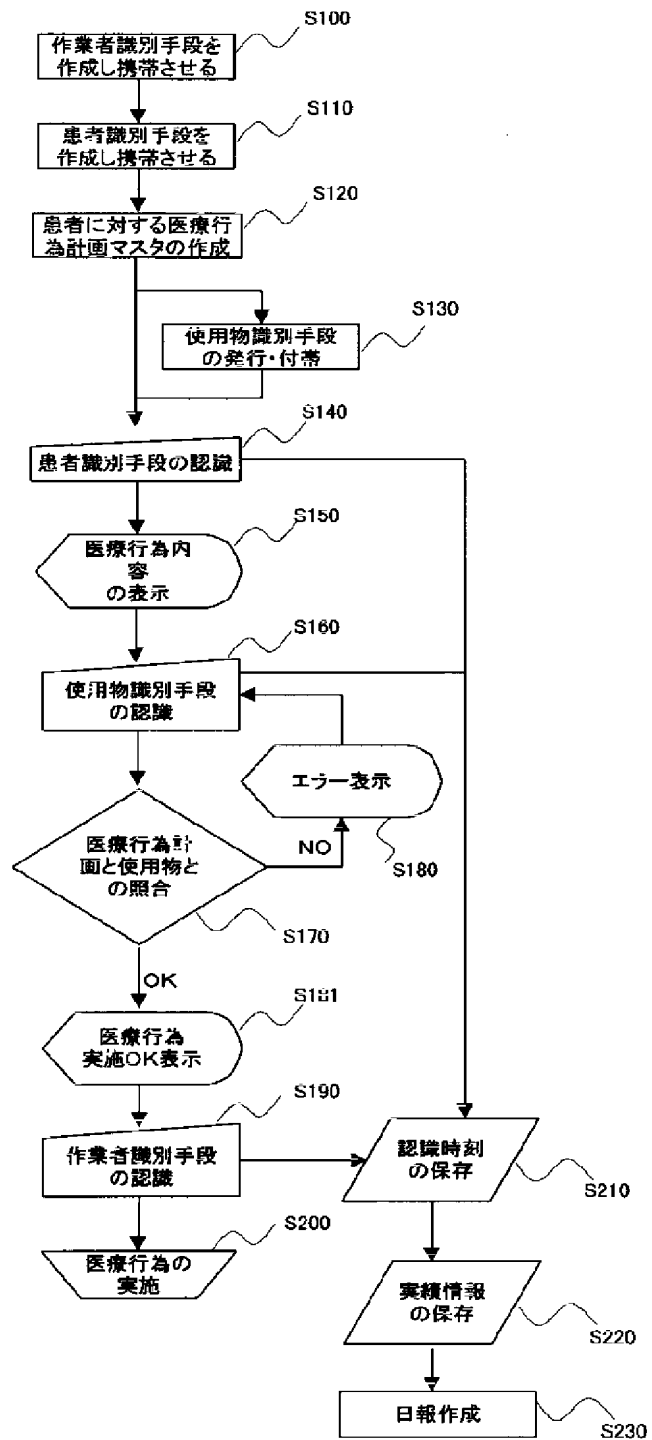 S100
作業者識別手段を
作成し携帯させる
S110
患者識別手段を
作成し携帯させる
S120
患者に対する医療行
為計画マスタの作成
S130
使用物識別手段
の発行・付帯
S140
患者識別手段の認識
S150
医療行為内
容
の表示
S160
使用物識別手段
の認識
エラー表示
S180
医療行為計
画と使用物と
の照合
NO
S170
OK
S181
医療行為
実施OK表示
S190
作業者識別手段
の認識
認識時刻
の保存
S210
S200
医療行為の
実施
実績情報
の保存
S220
日報作成
S230